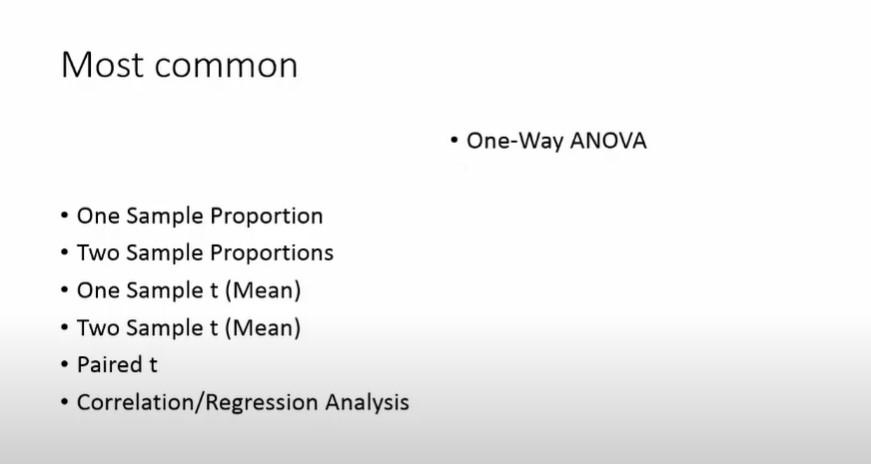 Most common
• One-Way ANOVA
• One Sample Proportion
• Two Sample Proportions
• One Sample t (Mean)
• Two Sample t (Mean)
• Paired t
• Correlation/Regression Analysis